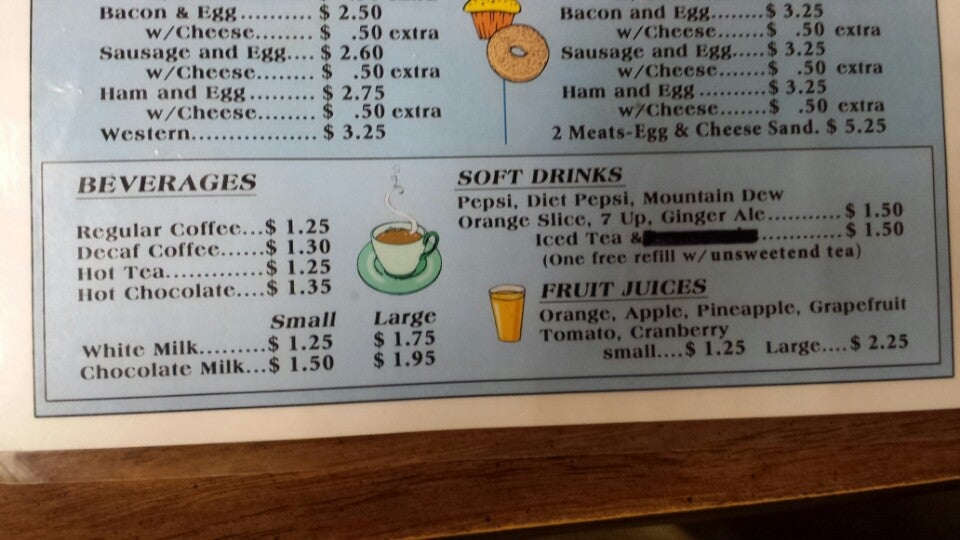 Bacon & Egg..........$ 2.50
w/Cheese........ $ .50 extra
Sausage and Egg.... $ 2.60
w/Cheese........ $ .50 extra
Ham and Egg ......... $ 2.75
w/Cheese........ $ .50 extra
Western................. $ 3.25
Bacon and Egg.......$ 3.25
w/Cheese....... $ .50 extra
Sausage and Egg....$ 3.25
w/Cheese....... $ .50 extra
Ham and Egg .........$ 3.25
w/Cheese....... $ .50 extra
2 Meats-Egg & Cheese Sand. $ 5.25
BEVERAGES
Regular Coffee...$ 1.25
Decaf Coffee.....$ 1.30
Hot Tea.............$ 1.25
Hot Chocolate....$ 1.35
Small Large
White Milk.........$ 1.25 $ 1.75
Chocolate Milk...$ 1.50 $ 1.95
SOFT DRINKS
Pepsi, Diet Pepsi, Mountain Dew
Orange Slice, 7 Up, Ginger Ale...........$ 1.50
Iced Tea & ............$ 1.50
(One free refill w/unsweetend tea)
FRUIT JUICES
Orange, Apple, Pineapple, Grapefruit
Tomato, Cranberry
small....$ 1.25 Large....$ 2.25